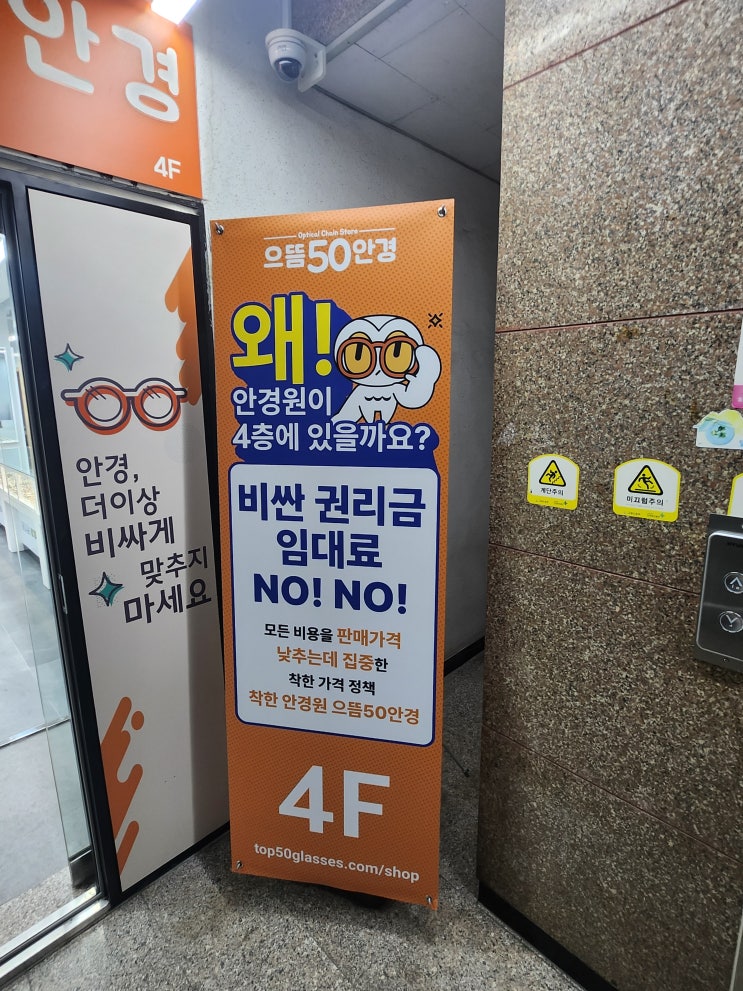 안경
4F
안경,
더이상
비싸게
맞추지
마세요
Optical Chain Store
으뜸50안경
왜!
안경원이
4층에 있을까요?
비싼 권리금
임대료
NO! NO!
모든 비용을 판매가격
낮추는데 집중한
착한 가격 정책
착한 안경원 으뜸50안경
4F
top50glasses.com/shop
계단주의
미끄럼주의